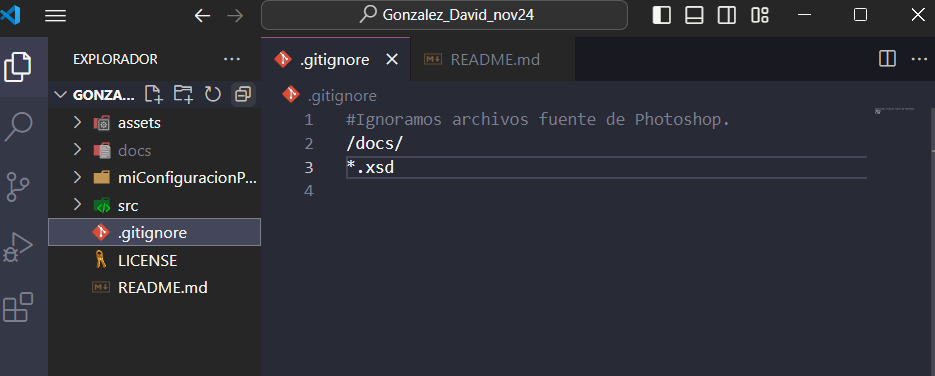 Gonzalez_David_nov24
EXPLORADOR
GONZA...
assets
docs
miConfiguracionP...
src
.gitignore
LICENSE
README.md
.gitignore
README.md
.gitignore
1 #Ignoramos archivos fuente de Photoshop.
2 /docs/
3 *.xsd
4